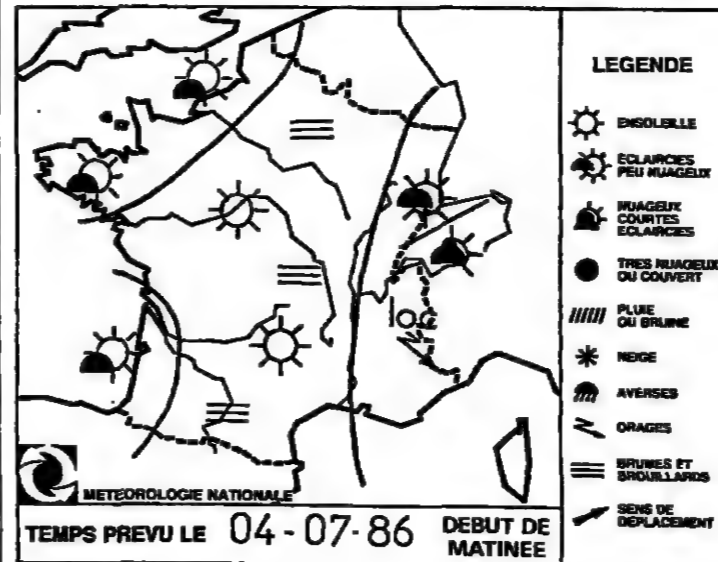 LEGENDE
ENSOLEILLE
ECLAIRCIES
PEU NUAGEUX
NUAGEUX
COURTES
ECLAIRCIES
TRES NUAGEUX
OU COUVERT
PLUIE
OU BRUINE
NEIGE
AVERSES
ORAGES
BRUMES ET
BROUILLARDS
SENS DE
DEPLACEMENT
METEOROLOGIE NATIONALE
TEMPS PREVU LE 04-07-86 DEBUT DE
MATINEE